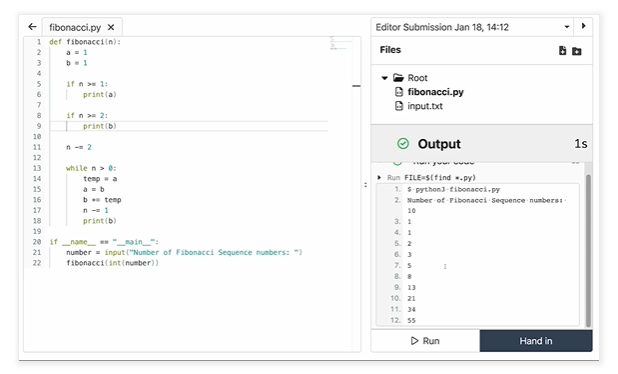 fibonacci.py
1 def fibonacci(n):
2 a = 1
3 b = 1
4
5 if n >= 1:
6 print(a)
7
8 if n >= 2:
9 print(b)
10
11 n -= 2
12
13 while n > 0:
14 temp = a
15 a = b
16 b += temp
17 n -= 1
18 print(b)
19
20 if __name__ == "__main__":
21 number = input("Number of Fibonacci Sequence numbers: ")
22 fibonacci(int(number))
Editor Submission Jan 18, 14:12
Files
Root
fibonacci.py
input.txt
Output 1s
Run your code
Run FILE=$(find *.py)
1. $ python3 fibonacci.py
2. Number of Fibonacci Sequence numbers:
10
3. 1
4. 1
5. 2
6. 3
7. 5
8. 8
9. 13
10. 21
11. 34
12. 55
Run
Hand in